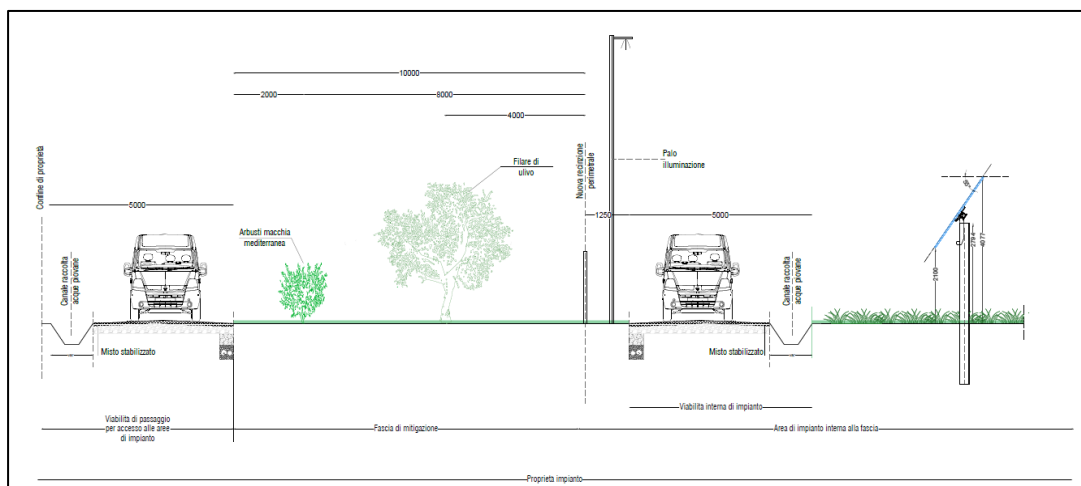 10000
2000
8000
4000
Confine di proprietà
5000
Canale raccolta
acque piovane
Arbusti macchia
mediterranea
Filare di
ulivo
Nuova recinzione
perimetrale
Palo
illuminazione
1250
5000
Canale raccolta
acque piovane
2100
2784
4077
Misto stabilizzato
Misto stabilizzato
Viabilità interna di impianto
Viabilità di passaggio
per accesso alle aree
di impianto
Fascia di mitigazione
Area di impianto interna alla fascia
Proprietà impianto